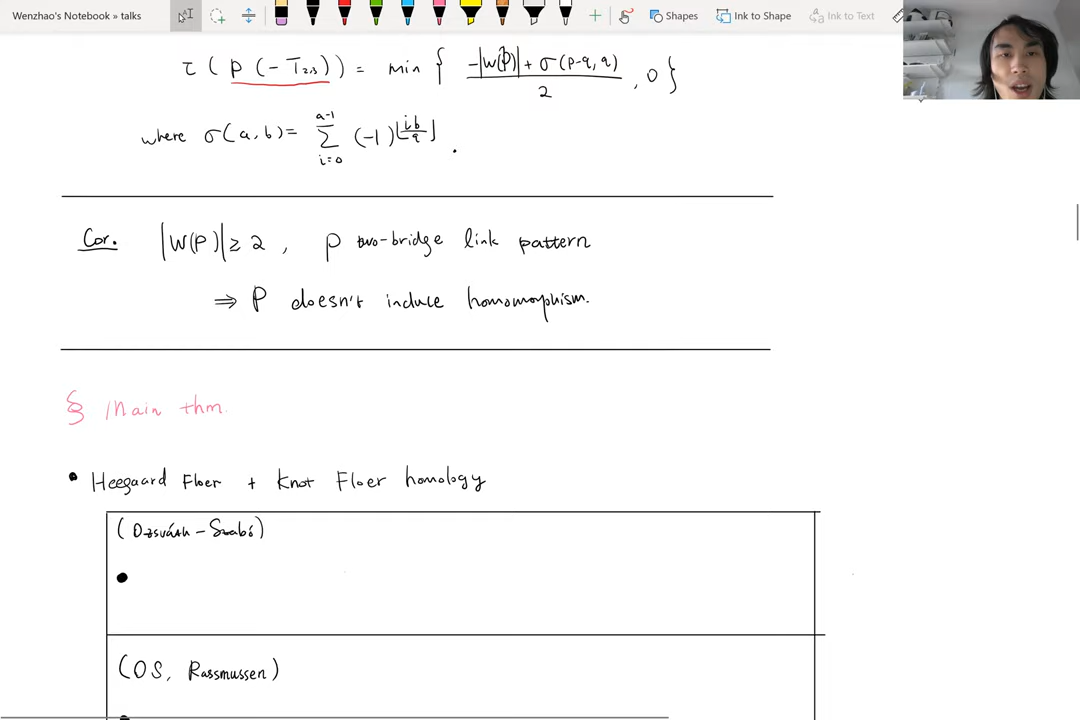 Wenzhao's Notebook » talks
Shapes
Ink to Shape
Ink to Text
τ ( P (-T₂,₃)) = min { (-|W(P)| + σ(p-q, q))/2 , 0 }
where σ(a,b) = Σ_{i=0}^{a-1} (-1)^{⌊ib/a⌋} .
Cor. |W(P)| ≥ 2 , P two-bridge link pattern
⇒ P doesn't induce homomorphism.
§ Main thm.
• Heegaard Floer + Knot Floer homology
(Ozsváth - Szabó)
•
(OS, Rasmussen)